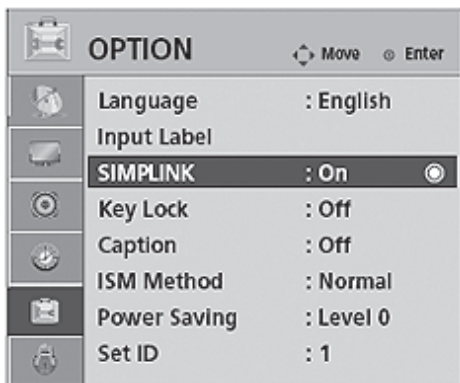 OPTION Move Enter
Language : English
Input Label
SIMPLINK : On
Key Lock : Off
Caption : Off
ISM Method : Normal
Power Saving : Level 0
Set ID : 1